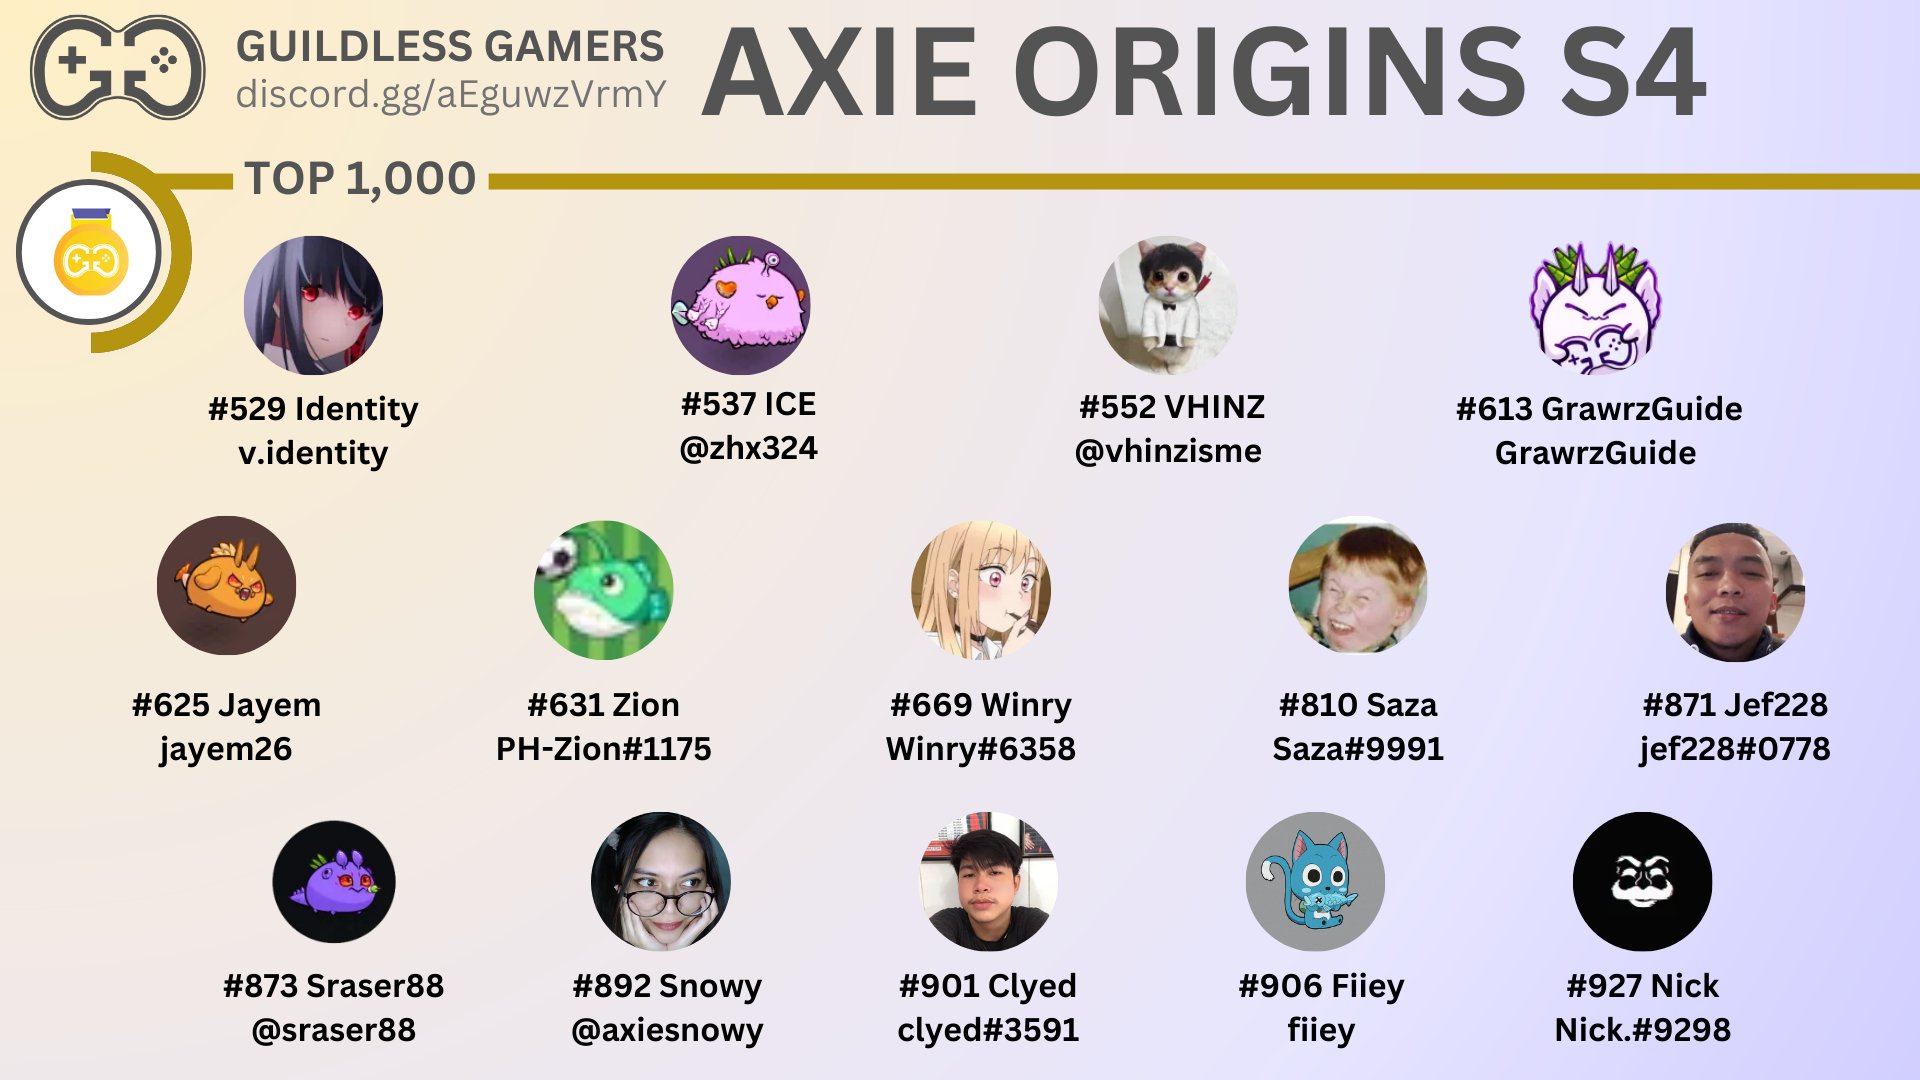 GUILDLESS GAMERS
discord.gg/aEguwzVrmY
AXIE ORIGINS S4
TOP 1,000
#529 Identity
v.identity
#537 ICE
@zhx324
#552 VHINZ
@vhinzisme
#613 GrawrzGuide
GrawrzGuide
#625 Jayem
jayem26
#631 Zion
PH-Zion#1175
#669 Winry
Winry#6358
#810 Saza
Saza#9991
#871 Jef228
jef228#0778
#873 Sraser88
@sraser88
#892 Snowy
@axiesnowy
#901 Clyed
clyed#3591
#906 Fiiey
fiiey
#927 Nick
Nick.#9298